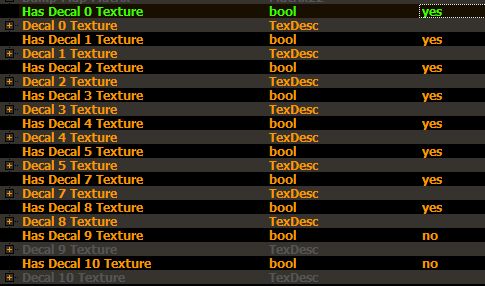 Has Decal 0 Texture bool yes
Decal 0 Texture TexDesc
Has Decal 1 Texture bool yes
Decal 1 Texture TexDesc
Has Decal 2 Texture bool yes
Decal 2 Texture TexDesc
Has Decal 3 Texture bool yes
Decal 3 Texture TexDesc
Has Decal 4 Texture bool yes
Decal 4 Texture TexDesc
Has Decal 5 Texture bool yes
Decal 5 Texture TexDesc
Has Decal 7 Texture bool yes
Decal 7 Texture TexDesc
Has Decal 8 Texture bool yes
Decal 8 Texture TexDesc
Has Decal 9 Texture bool no
Decal 9 Texture TexDesc
Has Decal 10 Texture bool no
Decal 10 Texture TexDesc